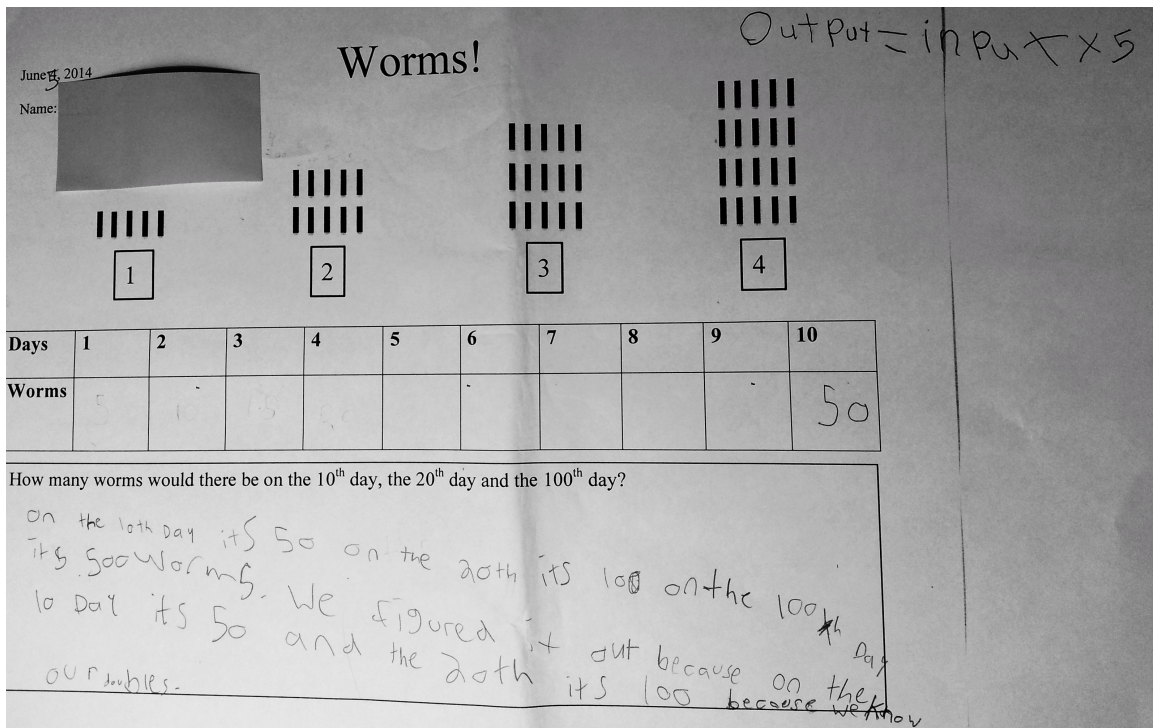 Output = input x 5
Worms!
June 5, 2014
Name:
1 2 3 4
Days 1 2 3 4 5 6 7 8 9 10
Worms 5 10 15 20 50
How many worms would there be on the 10th day, the 20th day and the 100th day?
on the 10th Day its 50 on the 20th its 100 on the 100th Day
its 500 Worms. We figured it out because on the
10 Day its 50 and the 20th its 100 because we know
our doubles.